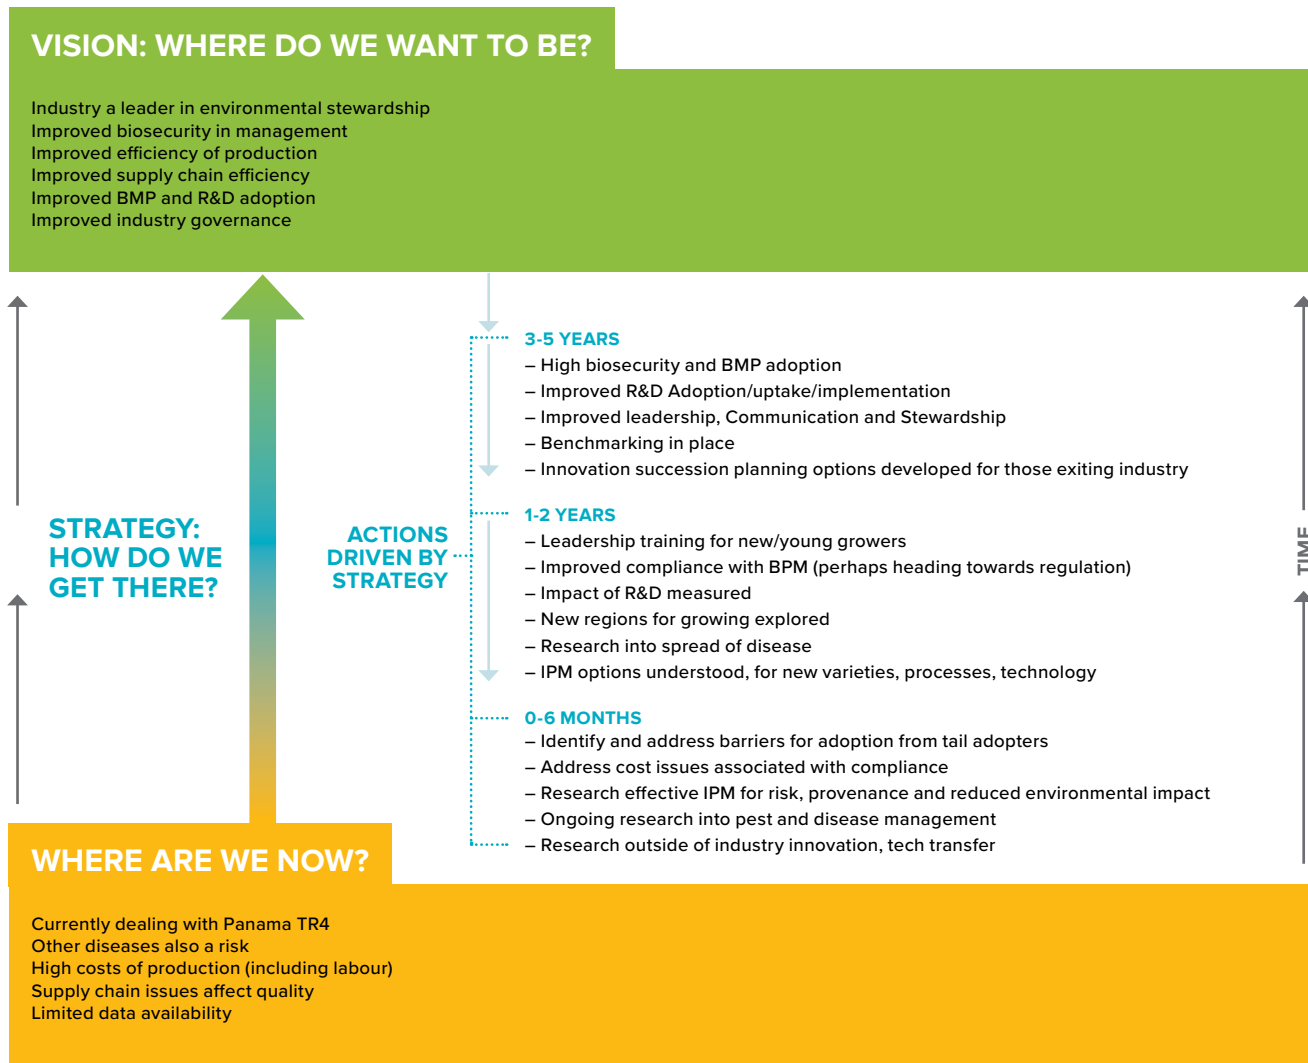 VISION: WHERE DO WE WANT TO BE?
Industry a leader in environmental stewardship
Improved biosecurity in management
Improved efficiency of production
Improved supply chain efficiency
Improved BMP and R&D adoption
Improved industry governance
STRATEGY:
HOW DO WE
GET THERE?
ACTIONS
DRIVEN BY
STRATEGY
3-5 YEARS
– High biosecurity and BMP adoption
– Improved R&D Adoption/uptake/implementation
– Improved leadership, Communication and Stewardship
– Benchmarking in place
– Innovation succession planning options developed for those exiting industry
1-2 YEARS
– Leadership training for new/young growers
– Improved compliance with BPM (perhaps heading towards regulation)
– Impact of R&D measured
– New regions for growing explored
– Research into spread of disease
– IPM options understood, for new varieties, processes, technology
0-6 MONTHS
– Identify and address barriers for adoption from tail adopters
– Address cost issues associated with compliance
– Research effective IPM for risk, provenance and reduced environmental impact
– Ongoing research into pest and disease management
– Research outside of industry innovation, tech transfer
TIME
WHERE ARE WE NOW?
Currently dealing with Panama TR4
Other diseases also a risk
High costs of production (including labour)
Supply chain issues affect quality
Limited data availability